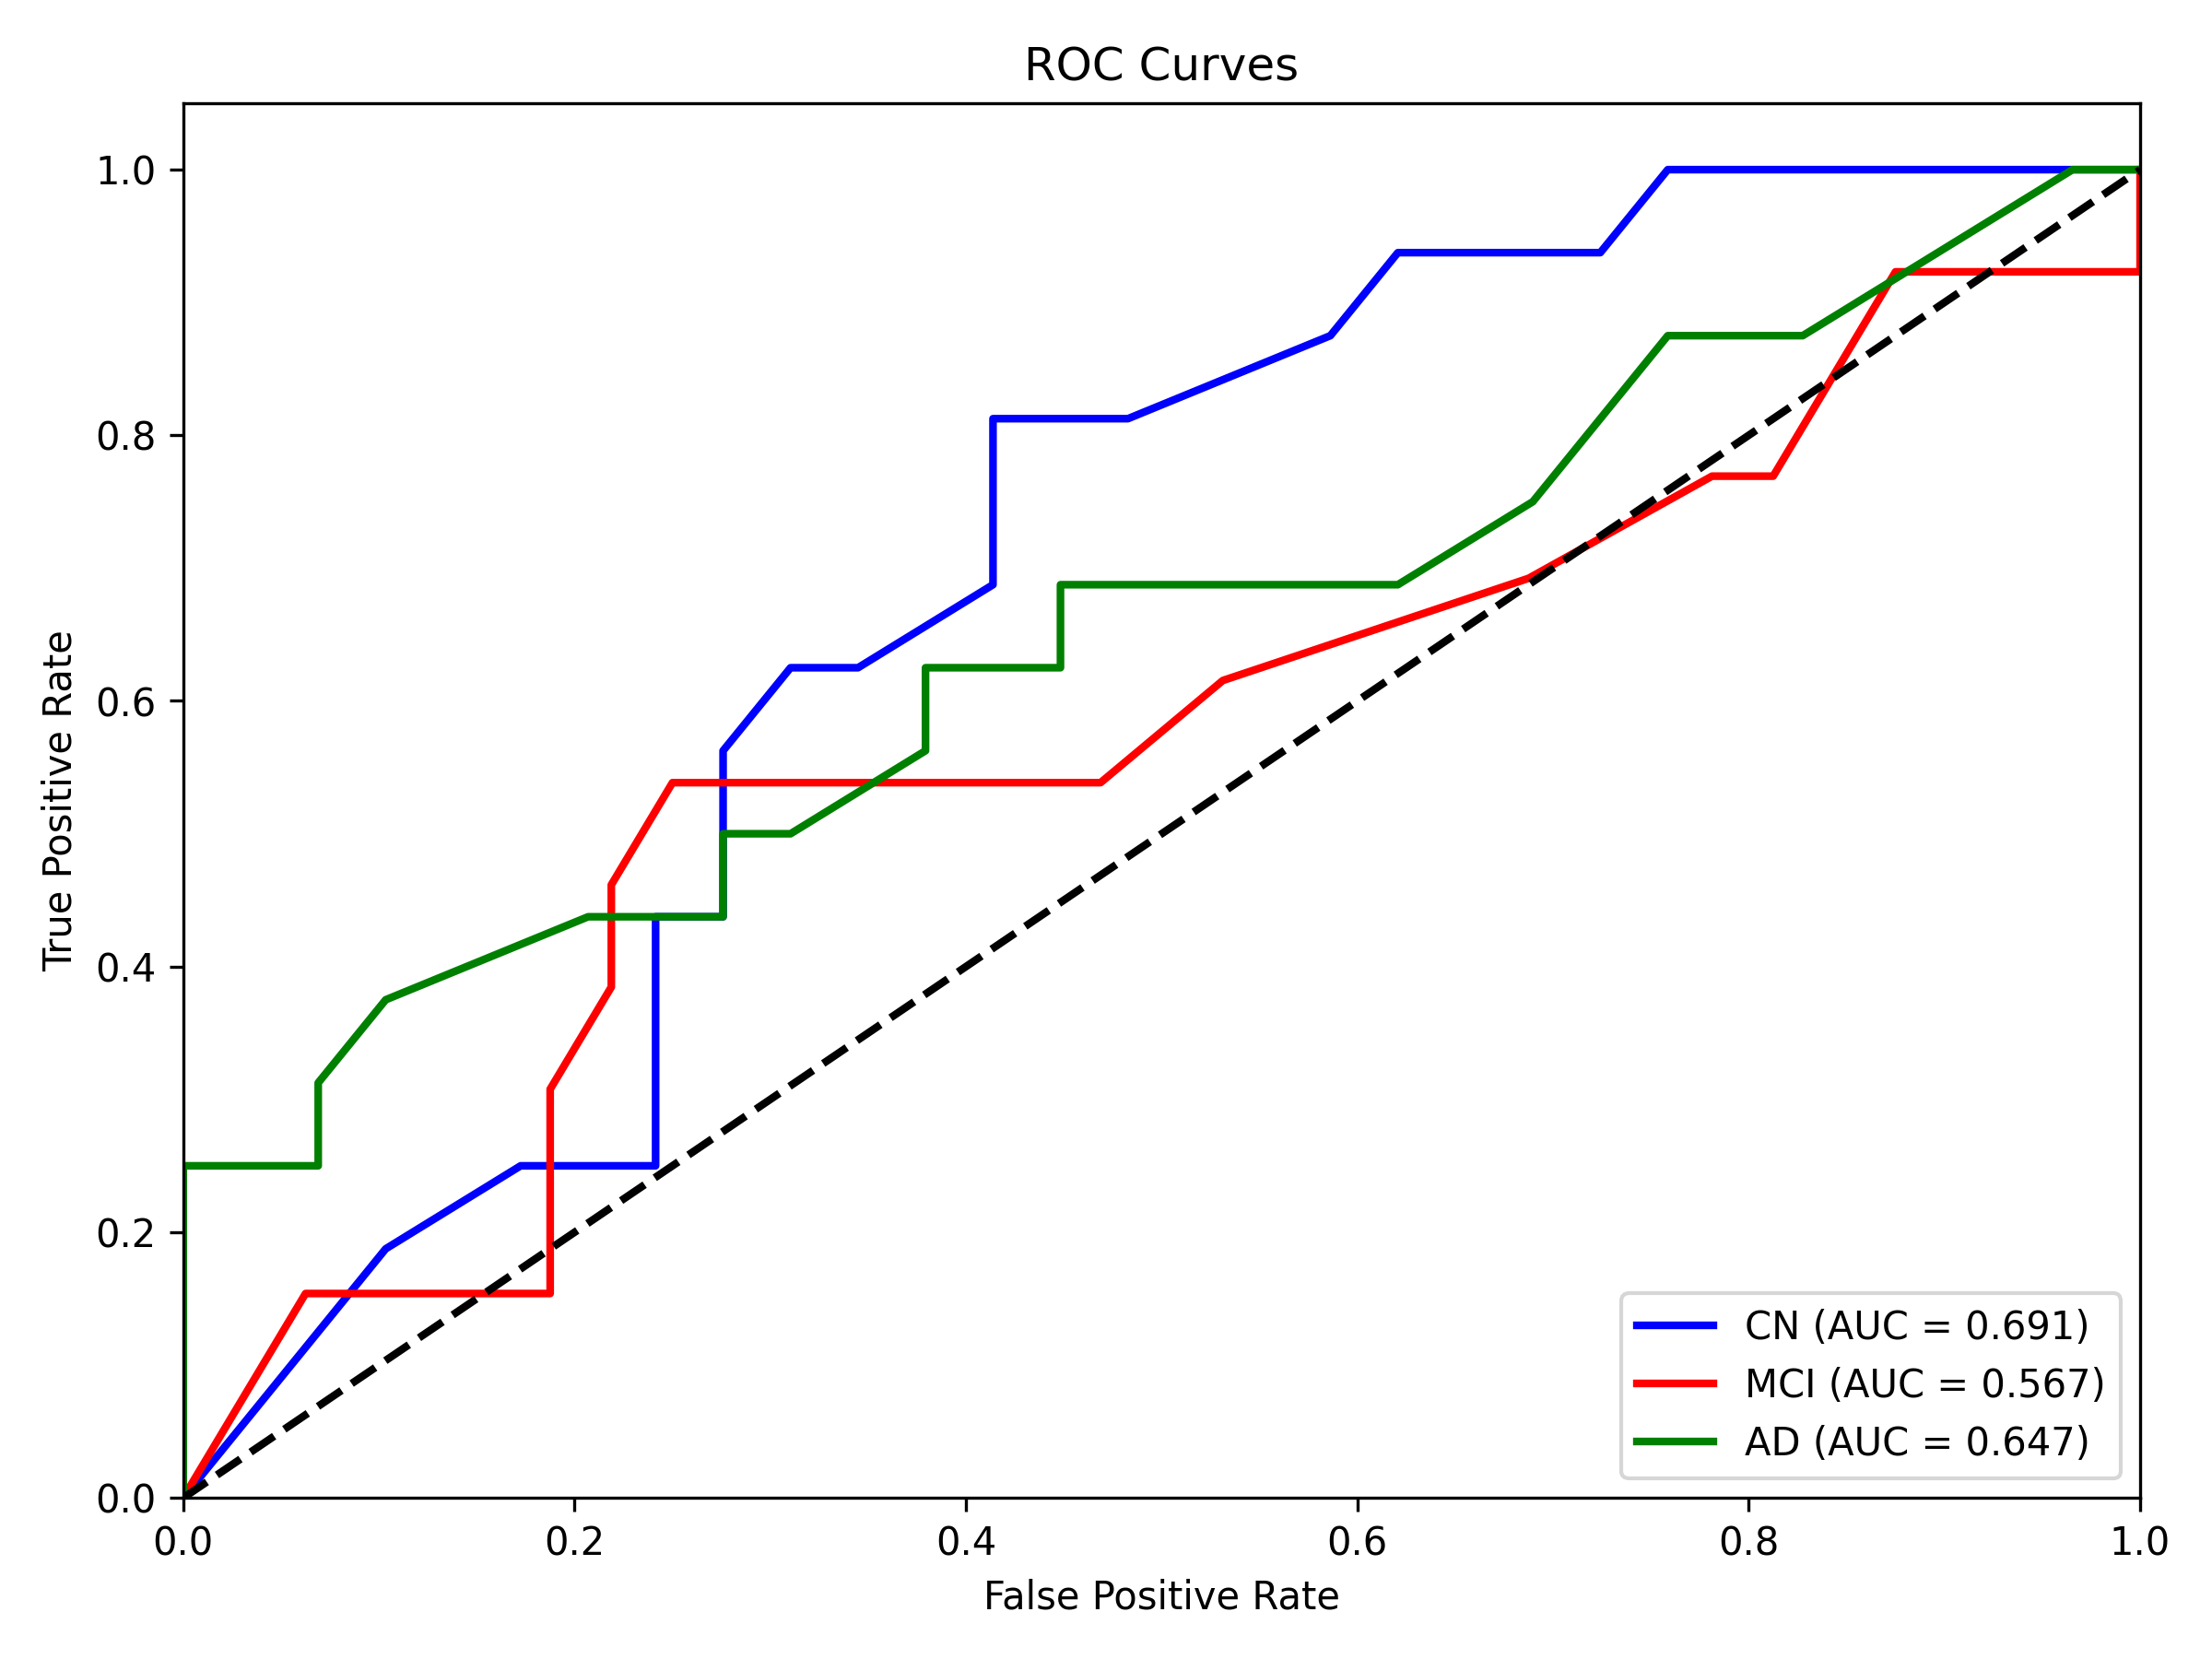 ROC Curves
1.0
0.8
0.6
0.4
0.2
0.0
True Positive Rate
0.0 0.2 0.4 0.6 0.8 1.0
False Positive Rate
CN (AUC = 0.691)
MCI (AUC = 0.567)
AD (AUC = 0.647)